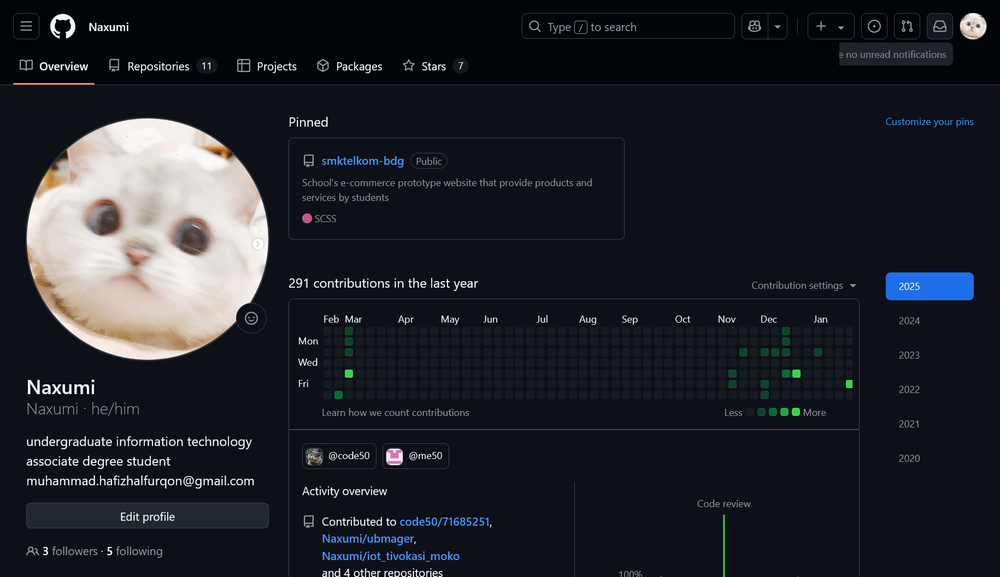 Naxumi
Type / to search
e no unread notifications
Overview
Repositories 11
Projects
Packages
Stars 7
Pinned
Customize your pins
smktelkom-bdg Public
School's e-commerce prototype website that provide products and
services by students
SCSS
291 contributions in the last year
Contribution settings
2025
2024
2023
2022
2021
2020
Feb Mar Apr May Jun Jul Aug Sep Oct Nov Dec Jan
Mon
Wed
Fri
Learn how we count contributions
Less More
Naxumi
Naxumi · he/him
undergraduate information technology
associate degree student
muhammad.hafizhalfurqon@gmail.com
Edit profile
3 followers · 5 following
@code50
@me50
Activity overview
Contributed to code50/71685251,
Naxumi/ubmager,
Naxumi/iot_tivokasi_moko
and 4 other repositories
Code review
100%